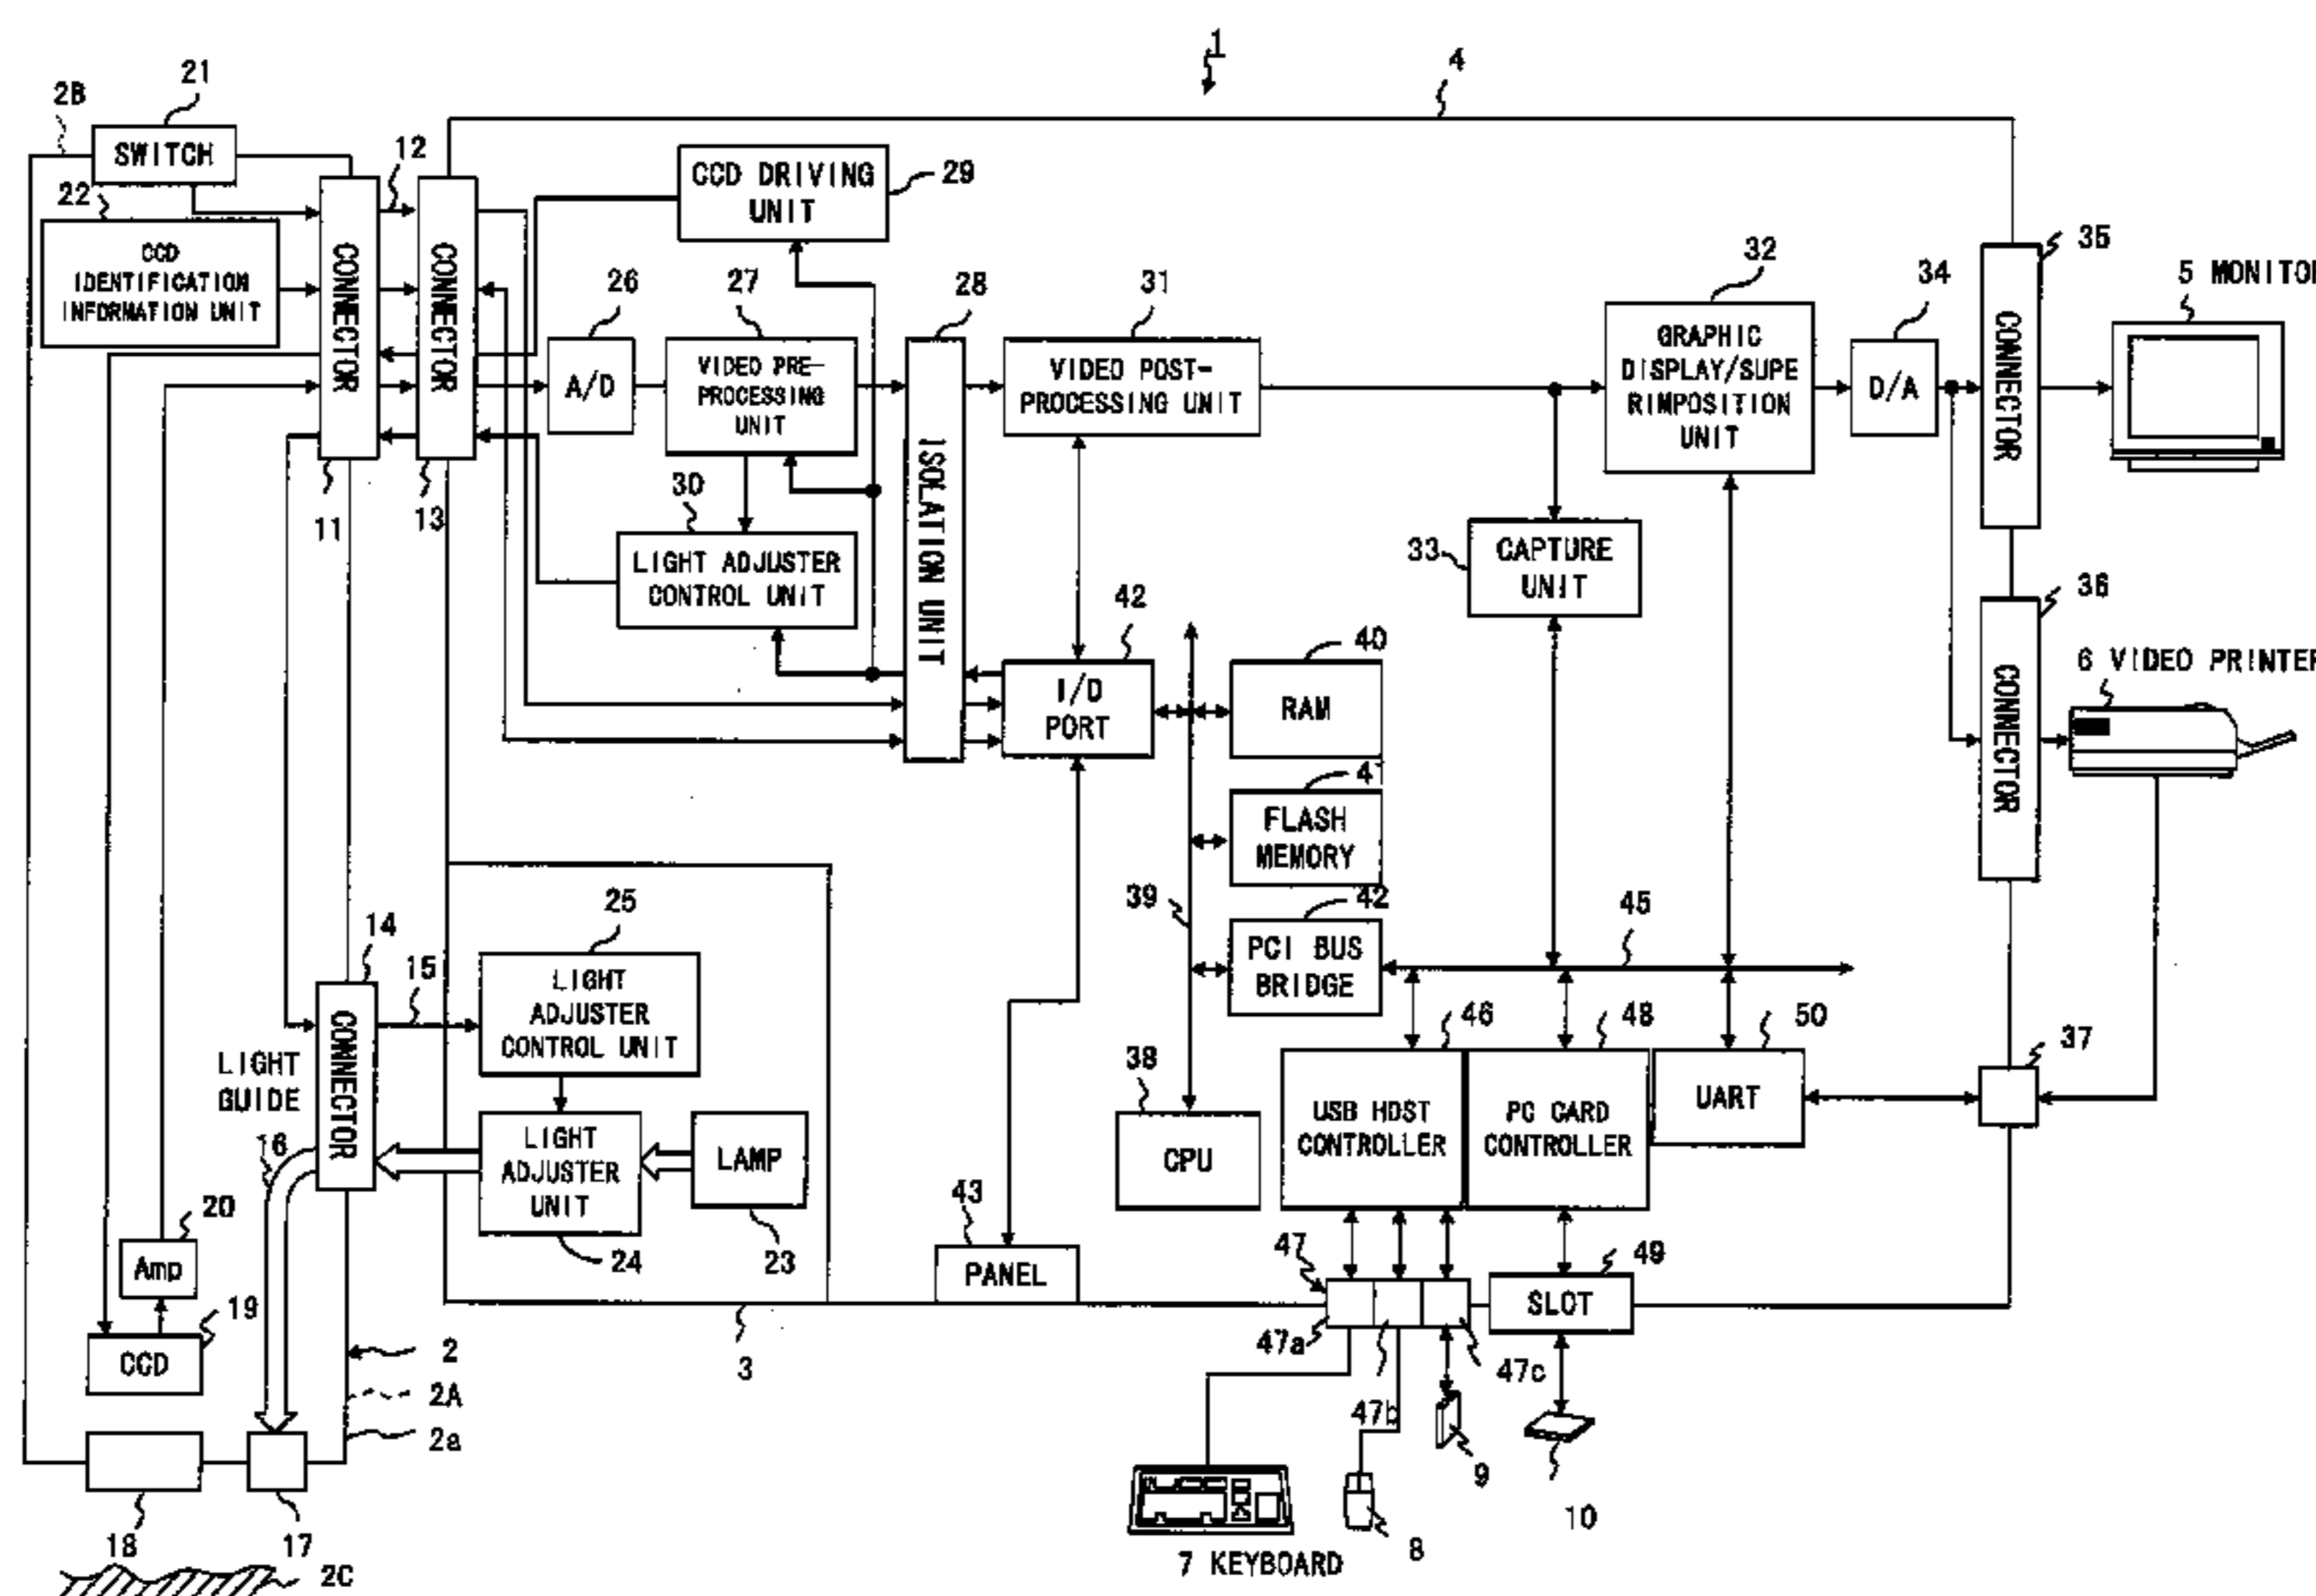 1
4
21
2B
SWITCH
12
22
CCD
IDENTIFICATION
INFORMATION UNIT
CONNECTOR
CONNECTOR
11
13
CCD DRIVING
UNIT
29
26
A/D
27
VIDEO PRE-
PROCESSING
UNIT
28
ISOLATION UNIT
31
VIDEO POST-
PROCESSING UNIT
32
GRAPHIC
DISPLAY/SUPE
RIMPOSITION
UNIT
34
D/A
35
CONNECTOR
5 MONITOR
30
LIGHT ADJUSTER
CONTROL UNIT
33
CAPTURE
UNIT
36
CONNECTOR
6 VIDEO PRINTER
42
I/O
PORT
40
RAM
41
FLASH
MEMORY
39
42
PCI BUS
BRIDGE
45
14
15
25
LIGHT
ADJUSTER
CONTROL UNIT
CONNECTOR
LIGHT
GUIDE
16
LIGHT
ADJUSTER
UNIT
24
LAMP
23
38
CPU
46
USB HOST
CONTROLLER
48
PC CARD
CONTROLLER
50
UART
37
20
Amp
19
CCD
43
PANEL
47
47a
47b
47c
49
SLOT
2
2A
2a
3
18
17
2C
7 KEYBOARD
8
9
10